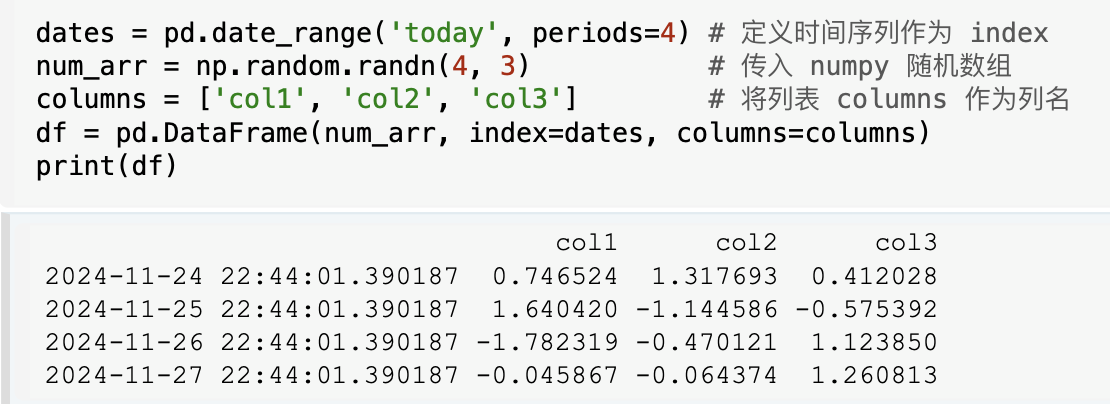 dates = pd.date_range('today', periods=4) # 定义时间序列作为 index
num_arr = np.random.randn(4, 3) # 传入 numpy 随机数组
columns = ['col1', 'col2', 'col3'] # 将列表 columns 作为列名
df = pd.DataFrame(num_arr, index=dates, columns=columns)
print(df)
col1 col2 col3
2024-11-24 22:44:01.390187 0.746524 1.317693 0.412028
2024-11-25 22:44:01.390187 1.640420 -1.144586 -0.575392
2024-11-26 22:44:01.390187 -1.782319 -0.470121 1.123850
2024-11-27 22:44:01.390187 -0.045867 -0.064374 1.260813